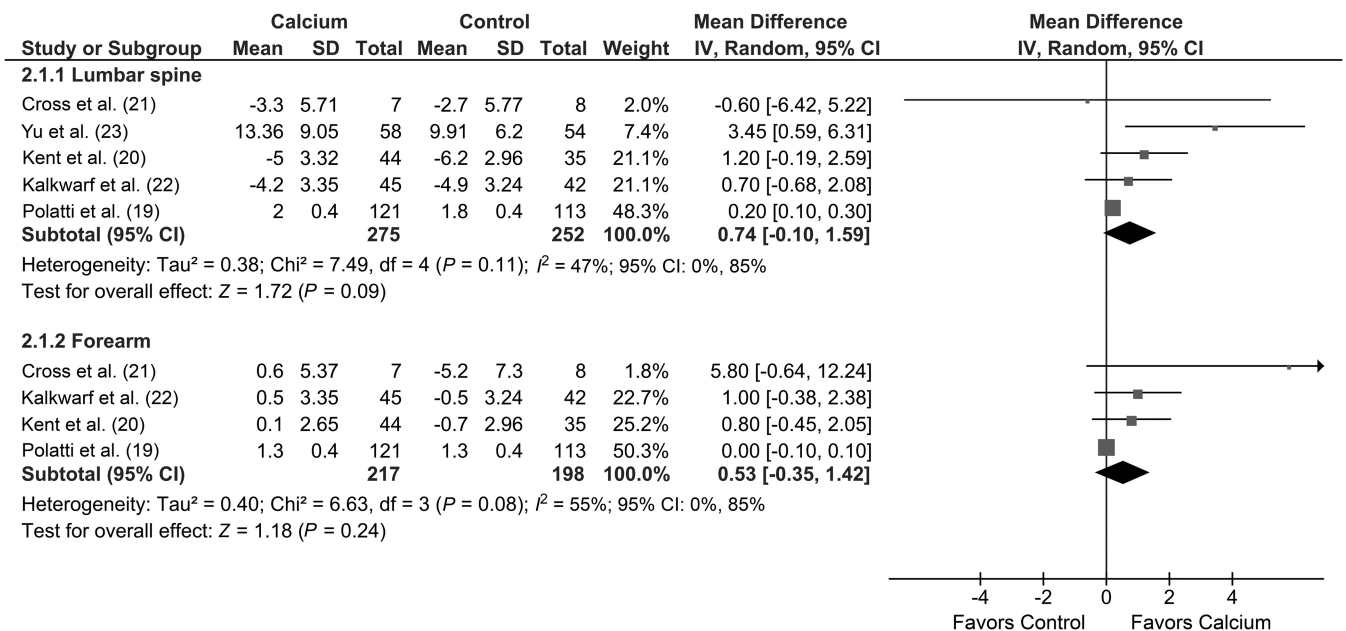 Calcium Control Mean Difference Mean Difference
Study or Subgroup Mean SD Total Mean SD Total Weight IV, Random, 95% CI IV, Random, 95% CI
2.1.1 Lumbar spine
Cross et al. (21) -3.3 5.71 7 -2.7 5.77 8 2.0% -0.60 [-6.42, 5.22]
Yu et al. (23) 13.36 9.05 58 9.91 6.2 54 7.4% 3.45 [0.59, 6.31]
Kent et al. (20) -5 3.32 44 -6.2 2.96 35 21.1% 1.20 [-0.19, 2.59]
Kalkwarf et al. (22) -4.2 3.35 45 -4.9 3.24 42 21.1% 0.70 [-0.68, 2.08]
Polatti et al. (19) 2 0.4 121 1.8 0.4 113 48.3% 0.20 [0.10, 0.30]
Subtotal (95% CI) 275 252 100.0% 0.74 [-0.10, 1.59]
Heterogeneity: Tau² = 0.38; Chi² = 7.49, df = 4 (P = 0.11); I² = 47%; 95% CI: 0%, 85%
Test for overall effect: Z = 1.72 (P = 0.09)
2.1.2 Forearm
Cross et al. (21) 0.6 5.37 7 -5.2 7.3 8 1.8% 5.80 [-0.64, 12.24]
Kalkwarf et al. (22) 0.5 3.35 45 -0.5 3.24 42 22.7% 1.00 [-0.38, 2.38]
Kent et al. (20) 0.1 2.65 44 -0.7 2.96 35 25.2% 0.80 [-0.45, 2.05]
Polatti et al. (19) 1.3 0.4 121 1.3 0.4 113 50.3% 0.00 [-0.10, 0.10]
Subtotal (95% CI) 217 198 100.0% 0.53 [-0.35, 1.42]
Heterogeneity: Tau² = 0.40; Chi² = 6.63, df = 3 (P = 0.08); I² = 55%; 95% CI: 0%, 85%
Test for overall effect: Z = 1.18 (P = 0.24)
-4 -2 0 2 4
Favors Control Favors Calcium